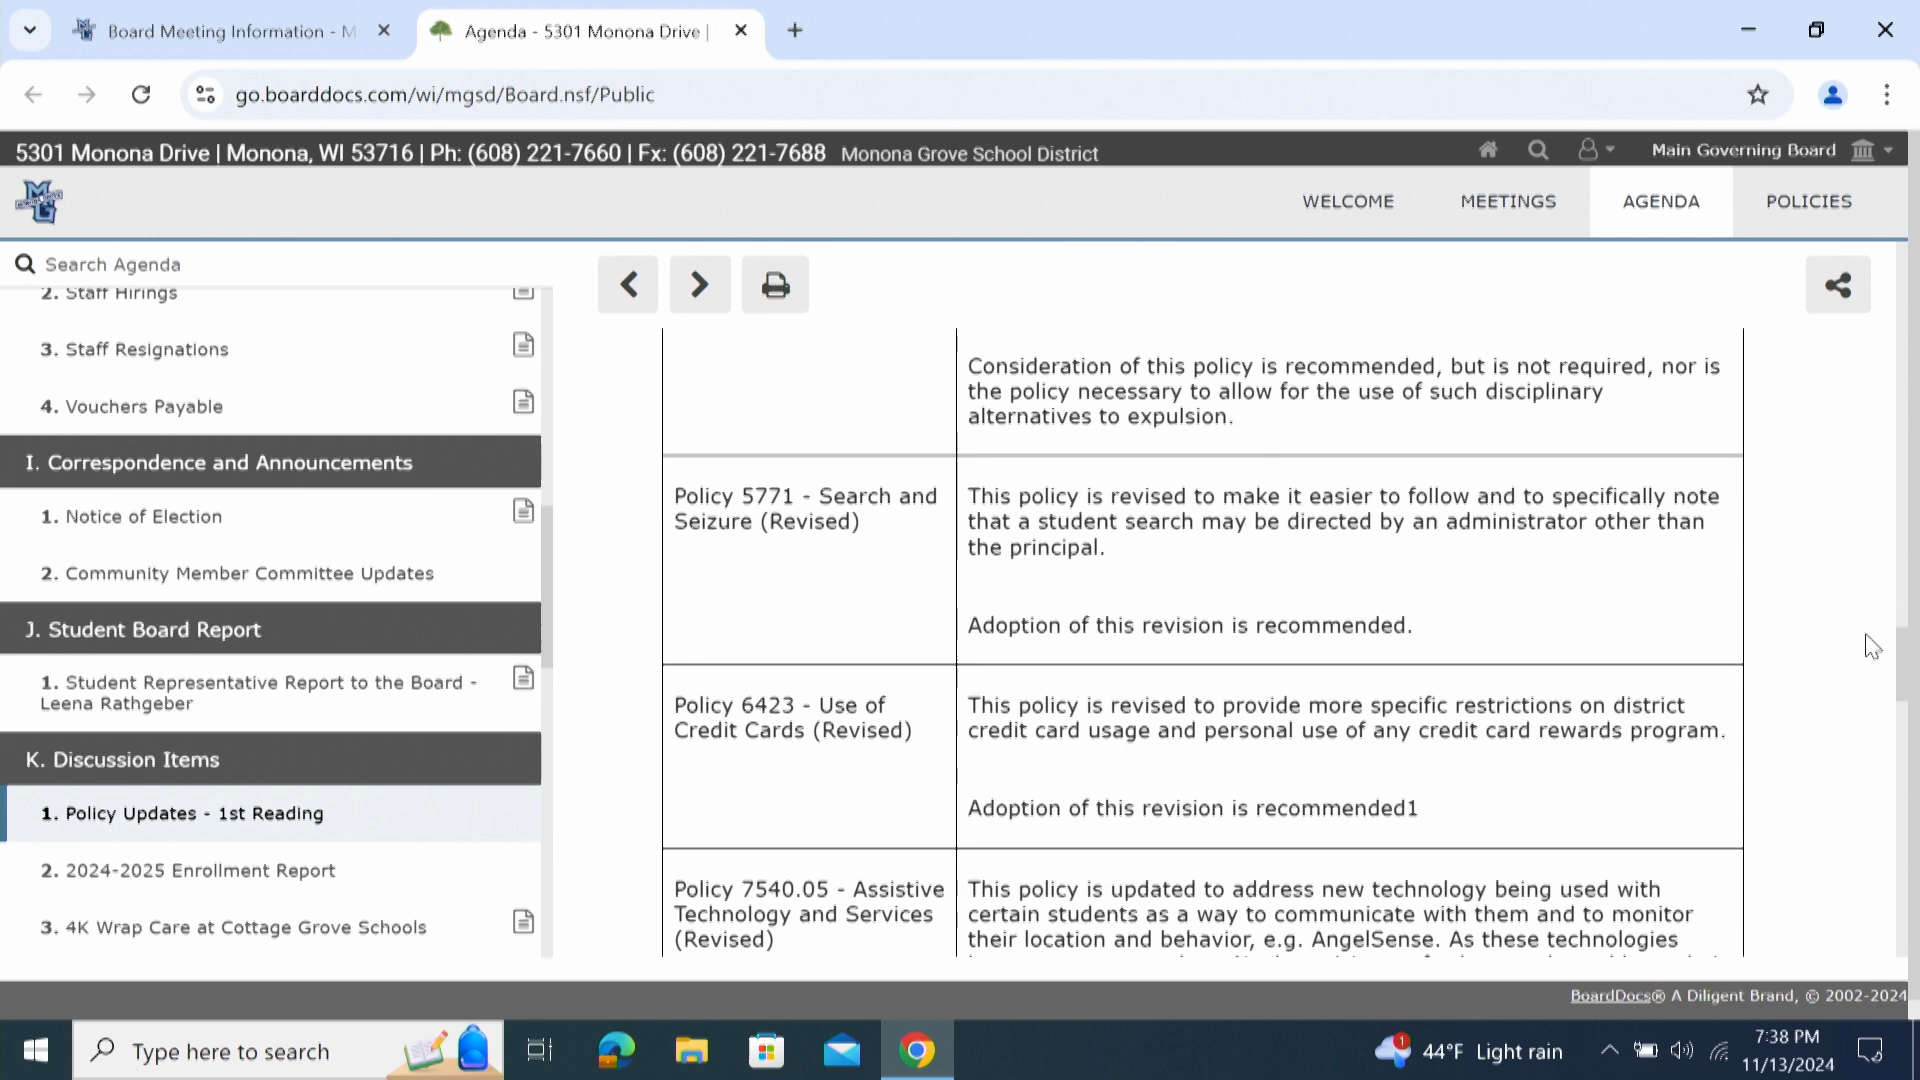 Board Meeting Information - M
Agenda - 5301 Monona Drive |
go.boarddocs.com/wi/mgsd/Board.nsf/Public
5301 Monona Drive | Monona, WI 53716 | Ph: (608) 221-7660 | Fx: (608) 221-7688 Monona Grove School District
Main Governing Board
MG
WELCOME MEETINGS AGENDA POLICIES
Search Agenda
2. Staff Hirings
3. Staff Resignations
4. Vouchers Payable
I. Correspondence and Announcements
1. Notice of Election
2. Community Member Committee Updates
J. Student Board Report
1. Student Representative Report to the Board -
Leena Rathgeber
K. Discussion Items
1. Policy Updates - 1st Reading
2. 2024-2025 Enrollment Report
3. 4K Wrap Care at Cottage Grove Schools
Consideration of this policy is recommended, but is not required, nor is
the policy necessary to allow for the use of such disciplinary
alternatives to expulsion.
Policy 5771 - Search and
Seizure (Revised)
This policy is revised to make it easier to follow and to specifically note
that a student search may be directed by an administrator other than
the principal.
Adoption of this revision is recommended.
Policy 6423 - Use of
Credit Cards (Revised)
This policy is revised to provide more specific restrictions on district
credit card usage and personal use of any credit card rewards program.
Adoption of this revision is recommended1
Policy 7540.05 - Assistive
Technology and Services
(Revised)
This policy is updated to address new technology being used with
certain students as a way to communicate with them and to monitor
their location and behavior, e.g. AngelSense. As these technologies
BoardDocs® A Diligent Brand, © 2002-2024
Type here to search
1
44°F Light rain
7:38 PM
11/13/2024